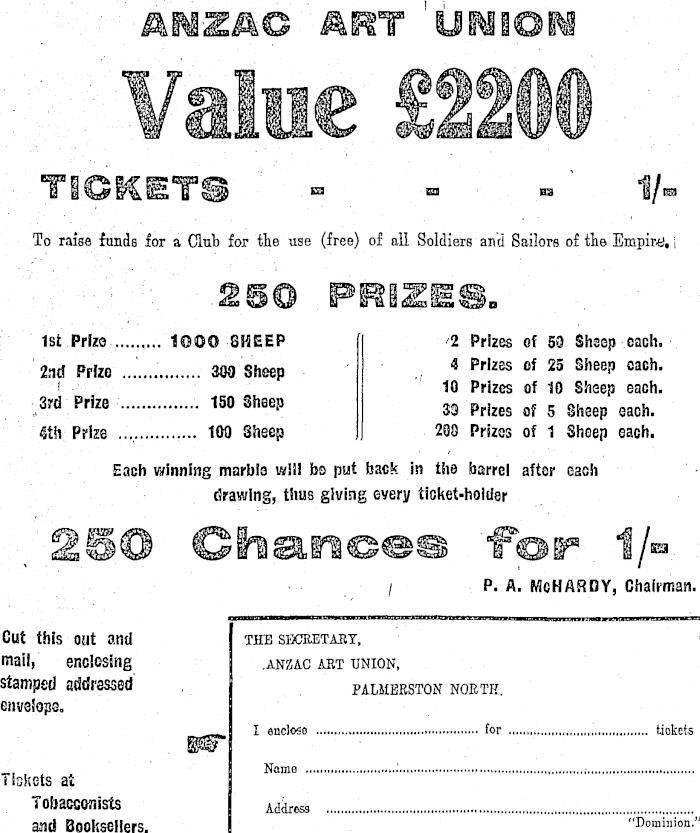 ANZAC ART UNION
Value £2200
TICKETS - - - 1/-
To raise funds for a Club for the use (free) of all Soldiers and Sailors of the Empire.
250 PRIZES.
1st Prize ......... 1000 SHEEP
2nd Prize ............... 300 Sheep
3rd Prize ............... 150 Sheep
4th Prize ............... 100 Sheep
2 Prizes of 50 Sheep each.
4 Prizes of 25 Sheep each.
10 Prizes of 10 Sheep each.
30 Prizes of 5 Sheep each.
200 Prizes of 1 Sheep each.
Each winning marble will be put back in the barrel after each
drawing, thus giving every ticket-holder
250 Chances for 1/-
P. A. McHARDY, Chairman.
Cut this out and
mail, enclosing
stamped addressed
envelope.
Tickets at
Tobacconists
and Booksellers.
THE SECRETARY,
ANZAC ART UNION,
PALMERSTON NORTH.
I enclose ........................ for ........................ tickets
Name ........................
Address ........................
"Dominion."